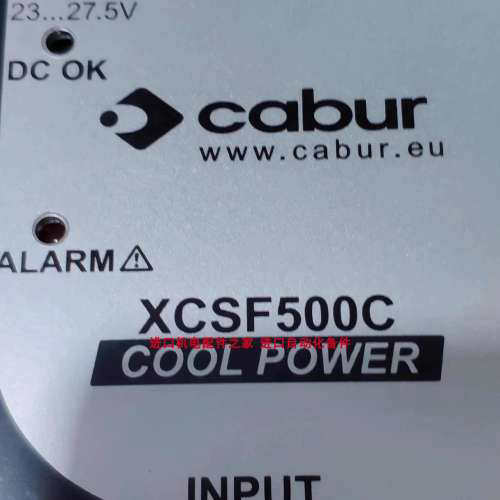 23...27.5V
DC OK
cabur
www.cabur.eu
ALARM
XCSF500C
进口机电配件之家 进口自动化备件
COOL POWER
INPUT